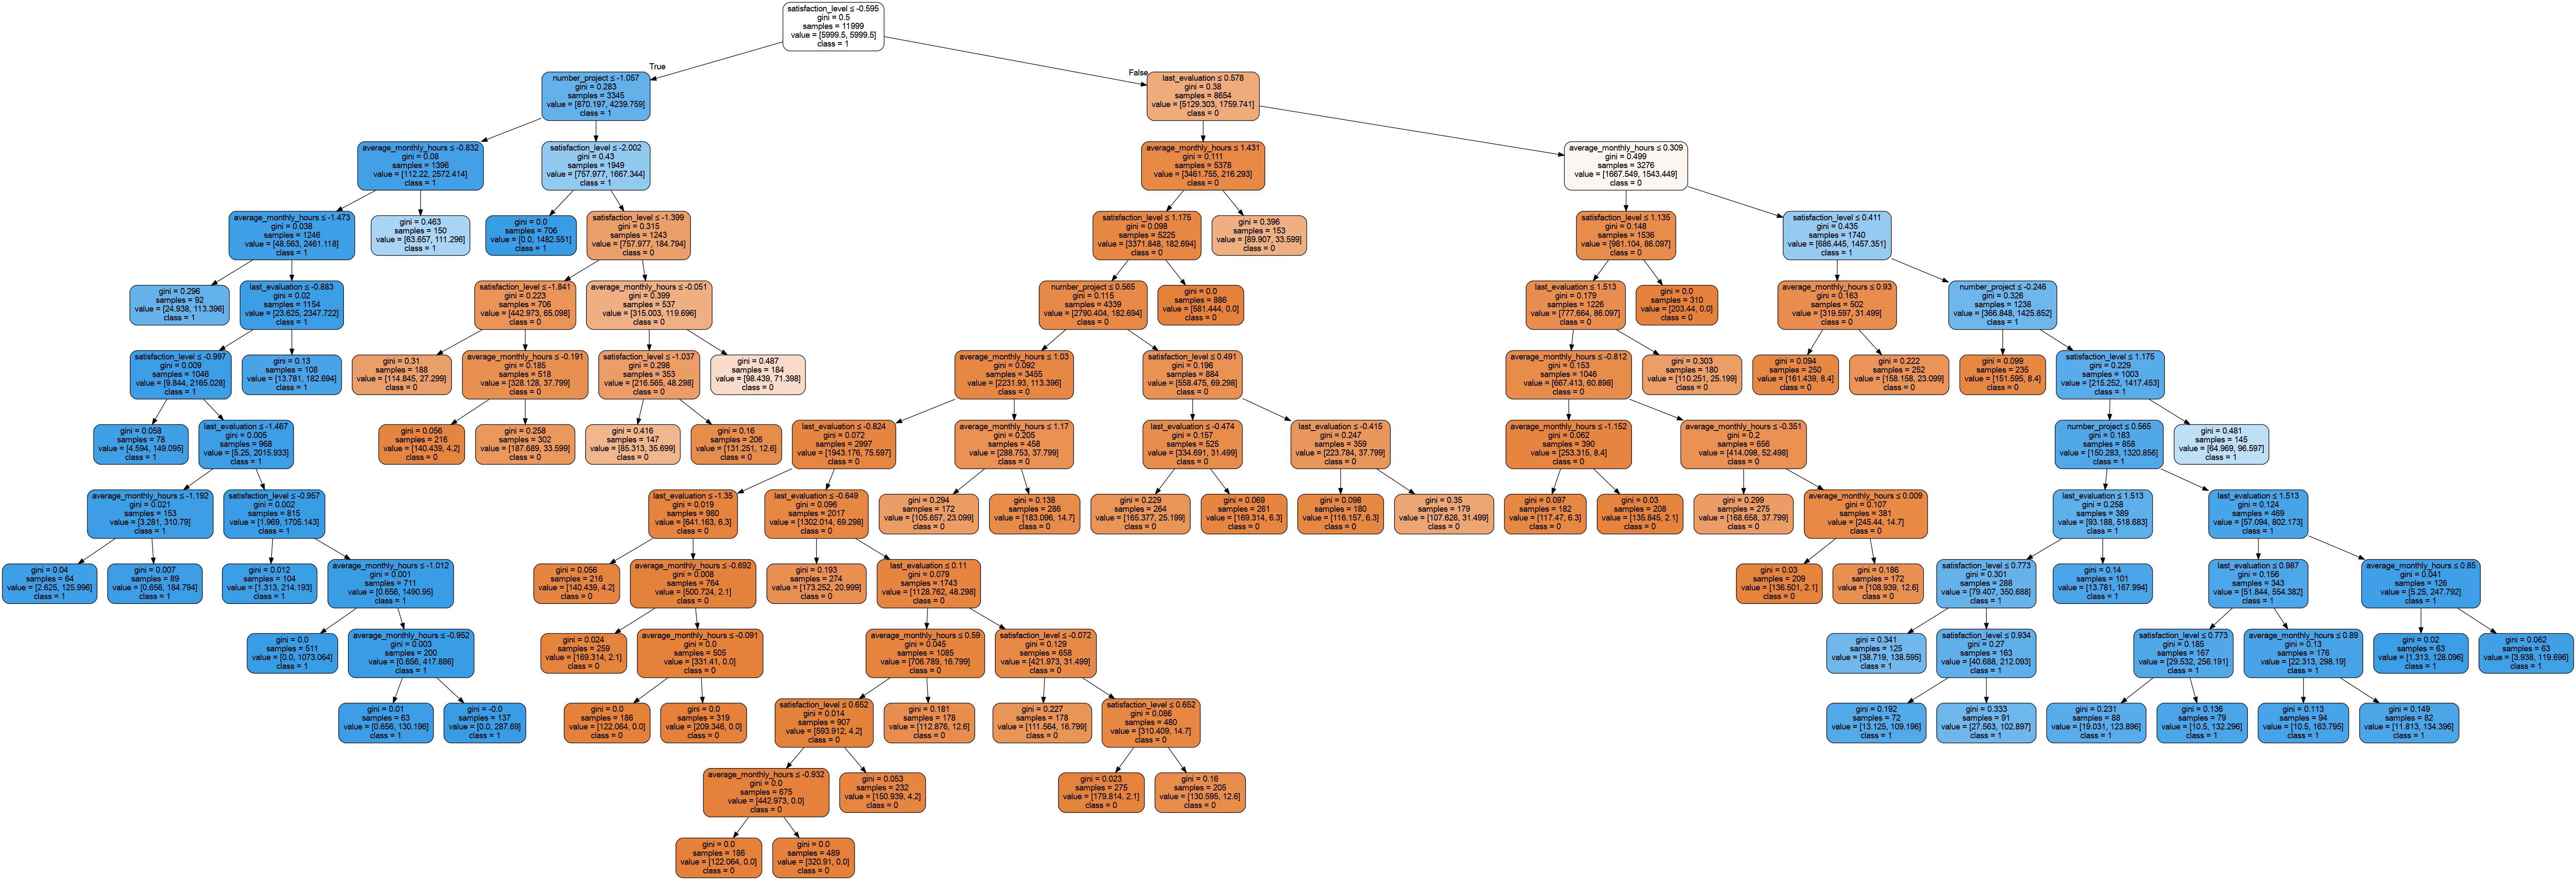 satisfaction_level ≤ -0.595
gini = 0.5
samples = 11999
value = [5999.5, 5999.5]
class = 1
True
False
number_project ≤ -1.057
gini = 0.283
samples = 3345
value = [870.197, 4239.759]
class = 1
last_evaluation ≤ 0.578
gini = 0.38
samples = 8654
value = [5129.303, 1759.741]
class = 0
average_monthly_hours ≤ -0.832
gini = 0.08
samples = 1396
value = [112.22, 2572.414]
class = 1
satisfaction_level ≤ -2.002
gini = 0.43
samples = 1949
value = [757.977, 1667.344]
class = 1
average_monthly_hours ≤ 1.431
gini = 0.111
samples = 5378
value = [3461.755, 216.293]
class = 0
average_monthly_hours ≤ 0.309
gini = 0.499
samples = 3276
value = [1667.549, 1543.449]
class = 0
average_monthly_hours ≤ -1.473
gini = 0.038
samples = 1246
value = [48.563, 2461.118]
class = 1
gini = 0.463
samples = 150
value = [63.657, 111.296]
class = 1
gini = 0.0
samples = 706
value = [0.0, 1482.551]
class = 1
satisfaction_level ≤ -1.399
gini = 0.315
samples = 1243
value = [757.977, 184.794]
class = 0
satisfaction_level ≤ 1.175
gini = 0.098
samples = 5225
value = [3371.848, 182.694]
class = 0
gini = 0.396
samples = 153
value = [89.907, 33.599]
class = 0
satisfaction_level ≤ 1.135
gini = 0.148
samples = 1536
value = [981.104, 86.097]
class = 0
satisfaction_level ≤ 0.411
gini = 0.435
samples = 1740
value = [686.445, 1457.351]
class = 1
gini = 0.296
samples = 92
value = [24.938, 113.396]
class = 1
last_evaluation ≤ -0.883
gini = 0.02
samples = 1154
value = [23.625, 2347.722]
class = 1
satisfaction_level ≤ -1.841
gini = 0.223
samples = 706
value = [442.973, 65.098]
class = 0
average_monthly_hours ≤ -0.051
gini = 0.399
samples = 537
value = [315.003, 119.696]
class = 0
number_project ≤ 0.565
gini = 0.115
samples = 4339
value = [2790.404, 182.694]
class = 0
gini = 0.0
samples = 886
value = [581.444, 0.0]
class = 0
last_evaluation ≤ 1.513
gini = 0.179
samples = 1226
value = [777.664, 86.097]
class = 0
gini = 0.0
samples = 310
value = [203.44, 0.0]
class = 0
average_monthly_hours ≤ 0.93
gini = 0.163
samples = 502
value = [319.597, 31.499]
class = 0
number_project ≤ -0.246
gini = 0.326
samples = 1238
value = [366.848, 1425.852]
class = 1
satisfaction_level ≤ -0.997
gini = 0.009
samples = 1046
value = [9.844, 2165.028]
class = 1
gini = 0.13
samples = 108
value = [13.781, 182.694]
class = 1
gini = 0.31
samples = 188
value = [114.845, 27.299]
class = 0
average_monthly_hours ≤ -0.191
gini = 0.185
samples = 518
value = [328.128, 37.799]
class = 0
satisfaction_level ≤ -1.037
gini = 0.298
samples = 353
value = [216.565, 48.298]
class = 0
gini = 0.487
samples = 184
value = [98.439, 71.398]
class = 0
average_monthly_hours ≤ 1.03
gini = 0.092
samples = 3455
value = [2231.93, 113.396]
class = 0
satisfaction_level ≤ 0.491
gini = 0.196
samples = 884
value = [558.475, 69.298]
class = 0
average_monthly_hours ≤ -0.812
gini = 0.153
samples = 1046
value = [667.413, 60.898]
class = 0
gini = 0.303
samples = 180
value = [110.251, 25.199]
class = 0
gini = 0.094
samples = 250
value = [161.439, 8.4]
class = 0
gini = 0.222
samples = 252
value = [158.158, 23.099]
class = 0
gini = 0.099
samples = 235
value = [151.595, 8.4]
class = 0
satisfaction_level ≤ 1.175
gini = 0.229
samples = 1003
value = [215.252, 1417.453]
class = 1
gini = 0.058
samples = 78
value = [4.594, 149.095]
class = 1
last_evaluation ≤ -1.467
gini = 0.005
samples = 968
value = [5.25, 2015.933]
class = 1
gini = 0.056
samples = 216
value = [140.439, 4.2]
class = 0
gini = 0.258
samples = 302
value = [187.689, 33.599]
class = 0
gini = 0.416
samples = 147
value = [85.313, 35.699]
class = 0
gini = 0.16
samples = 206
value = [131.251, 12.6]
class = 0
last_evaluation ≤ -0.824
gini = 0.072
samples = 2997
value = [1943.176, 75.597]
class = 0
average_monthly_hours ≤ 1.17
gini = 0.205
samples = 458
value = [288.753, 37.799]
class = 0
last_evaluation ≤ -0.474
gini = 0.157
samples = 525
value = [334.691, 31.499]
class = 0
last_evaluation ≤ -0.415
gini = 0.247
samples = 359
value = [223.784, 37.799]
class = 0
average_monthly_hours ≤ -1.152
gini = 0.062
samples = 390
value = [253.315, 8.4]
class = 0
average_monthly_hours ≤ -0.351
gini = 0.2
samples = 656
value = [414.098, 52.498]
class = 0
number_project ≤ 0.565
gini = 0.183
samples = 858
value = [150.283, 1320.856]
class = 1
gini = 0.481
samples = 145
value = [64.969, 96.597]
class = 1
average_monthly_hours ≤ -1.192
gini = 0.021
samples = 153
value = [3.281, 310.79]
class = 1
satisfaction_level ≤ -0.957
gini = 0.002
samples = 815
value = [1.969, 1705.143]
class = 1
last_evaluation ≤ -1.35
gini = 0.019
samples = 980
value = [641.163, 6.3]
class = 0
last_evaluation ≤ -0.649
gini = 0.096
samples = 2017
value = [1302.014, 69.298]
class = 0
gini = 0.294
samples = 172
value = [105.657, 23.099]
class = 0
gini = 0.138
samples = 286
value = [183.096, 14.7]
class = 0
gini = 0.229
samples = 264
value = [165.377, 25.199]
class = 0
gini = 0.069
samples = 261
value = [169.314, 6.3]
class = 0
gini = 0.098
samples = 180
value = [116.157, 6.3]
class = 0
gini = 0.35
samples = 179
value = [107.626, 31.499]
class = 0
gini = 0.097
samples = 182
value = [117.47, 6.3]
class = 0
gini = 0.03
samples = 208
value = [135.845, 2.1]
class = 0
gini = 0.299
samples = 275
value = [168.658, 37.799]
class = 0
average_monthly_hours ≤ 0.009
gini = 0.107
samples = 381
value = [245.44, 14.7]
class = 0
last_evaluation ≤ 1.513
gini = 0.258
samples = 389
value = [93.188, 518.683]
class = 1
last_evaluation ≤ 1.513
gini = 0.124
samples = 469
value = [57.094, 802.173]
class = 1
gini = 0.04
samples = 64
value = [2.625, 125.996]
class = 1
gini = 0.007
samples = 89
value = [0.656, 184.794]
class = 1
gini = 0.012
samples = 104
value = [1.313, 214.193]
class = 1
average_monthly_hours ≤ -1.012
gini = 0.001
samples = 711
value = [0.656, 1490.95]
class = 1
gini = 0.056
samples = 216
value = [140.439, 4.2]
class = 0
average_monthly_hours ≤ -0.692
gini = 0.008
samples = 764
value = [500.724, 2.1]
class = 0
gini = 0.193
samples = 274
value = [173.252, 20.999]
class = 0
last_evaluation ≤ 0.11
gini = 0.079
samples = 1743
value = [1128.762, 48.298]
class = 0
gini = 0.03
samples = 209
value = [136.501, 2.1]
class = 0
gini = 0.186
samples = 172
value = [108.939, 12.6]
class = 0
satisfaction_level ≤ 0.773
gini = 0.301
samples = 288
value = [79.407, 350.688]
class = 1
gini = 0.14
samples = 101
value = [13.781, 167.994]
class = 1
last_evaluation ≤ 0.987
gini = 0.156
samples = 343
value = [51.844, 554.382]
class = 1
average_monthly_hours ≤ 0.85
gini = 0.041
samples = 126
value = [5.25, 247.792]
class = 1
gini = 0.0
samples = 511
value = [0.0, 1073.064]
class = 1
average_monthly_hours ≤ -0.952
gini = 0.003
samples = 200
value = [0.656, 417.886]
class = 1
gini = 0.024
samples = 259
value = [169.314, 2.1]
class = 0
average_monthly_hours ≤ -0.091
gini = 0.0
samples = 505
value = [331.41, 0.0]
class = 0
average_monthly_hours ≤ 0.59
gini = 0.045
samples = 1085
value = [706.789, 16.799]
class = 0
satisfaction_level ≤ -0.072
gini = 0.129
samples = 658
value = [421.973, 31.499]
class = 0
gini = 0.341
samples = 125
value = [38.719, 138.595]
class = 1
satisfaction_level ≤ 0.934
gini = 0.27
samples = 163
value = [40.688, 212.093]
class = 1
satisfaction_level ≤ 0.773
gini = 0.185
samples = 167
value = [29.532, 256.191]
class = 1
average_monthly_hours ≤ 0.89
gini = 0.13
samples = 176
value = [22.313, 298.19]
class = 1
gini = 0.02
samples = 63
value = [1.313, 128.096]
class = 1
gini = 0.062
samples = 63
value = [3.938, 119.696]
class = 1
gini = 0.01
samples = 63
value = [0.656, 130.196]
class = 1
gini = -0.0
samples = 137
value = [0.0, 287.69]
class = 1
gini = 0.0
samples = 186
value = [122.064, 0.0]
class = 0
gini = 0.0
samples = 319
value = [209.346, 0.0]
class = 0
satisfaction_level ≤ 0.652
gini = 0.014
samples = 907
value = [593.912, 4.2]
class = 0
gini = 0.181
samples = 178
value = [112.876, 12.6]
class = 0
gini = 0.227
samples = 178
value = [111.564, 16.799]
class = 0
satisfaction_level ≤ 0.652
gini = 0.086
samples = 480
value = [310.409, 14.7]
class = 0
gini = 0.192
samples = 72
value = [13.125, 109.196]
class = 1
gini = 0.333
samples = 91
value = [27.563, 102.897]
class = 1
gini = 0.231
samples = 88
value = [19.031, 123.896]
class = 1
gini = 0.136
samples = 79
value = [10.5, 132.296]
class = 1
gini = 0.113
samples = 94
value = [10.5, 163.795]
class = 1
gini = 0.149
samples = 82
value = [11.813, 134.396]
class = 1
average_monthly_hours ≤ -0.932
gini = 0.0
samples = 675
value = [442.973, 0.0]
class = 0
gini = 0.053
samples = 232
value = [150.939, 4.2]
class = 0
gini = 0.023
samples = 275
value = [179.814, 2.1]
class = 0
gini = 0.16
samples = 205
value = [130.595, 12.6]
class = 0
gini = 0.0
samples = 186
value = [122.064, 0.0]
class = 0
gini = 0.0
samples = 489
value = [320.91, 0.0]
class = 0